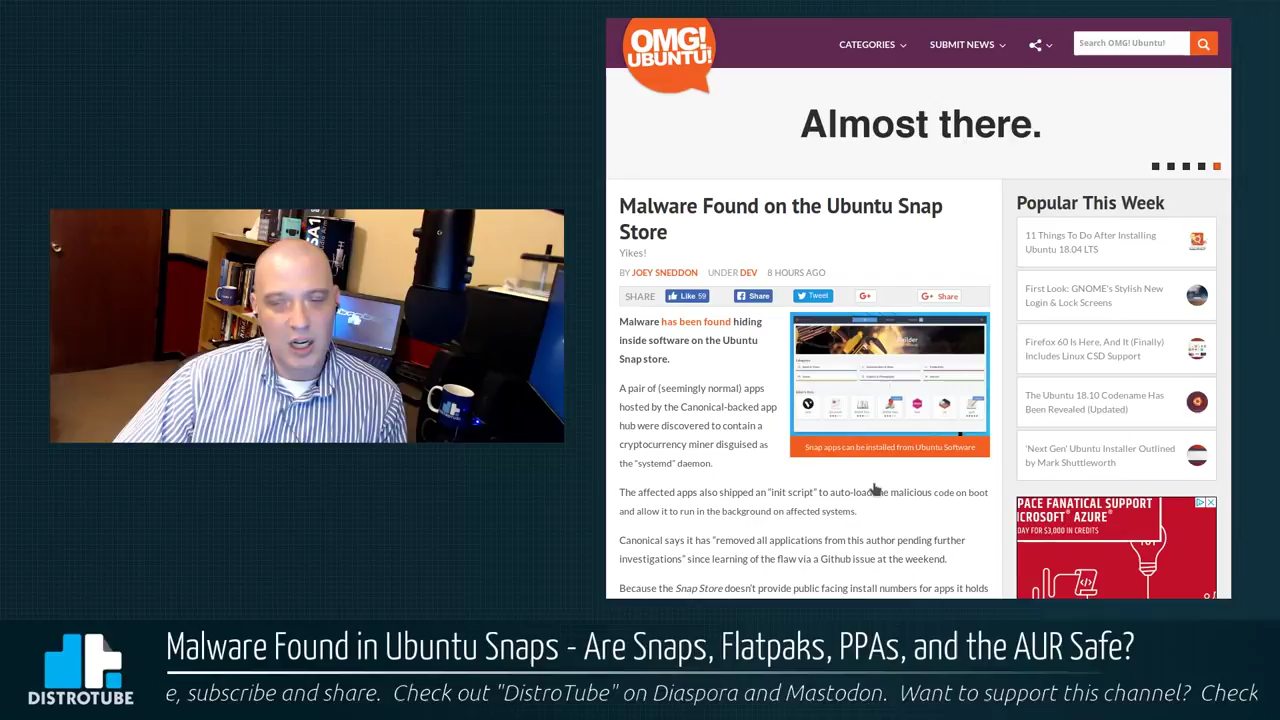 OMG!
UBUNTU!
CATEGORIES
SUBMIT NEWS
Search OMG! Ubuntu!
Almost there.
Malware Found on the Ubuntu Snap
Store
Yikes!
BY JOEY SNEDDON UNDER DEV 8 HOURS AGO
SHARE Like 59 Share Tweet G+ G+ Share
Malware has been found hiding
inside software on the Ubuntu
Snap store.
A pair of (seemingly normal) apps
hosted by the Canonical-backed app
hub were discovered to contain a
cryptocurrency miner disguised as
the "systemd" daemon.
Snap apps can be installed from Ubuntu Software
The affected apps also shipped an "init script" to auto-load the malicious code on boot
and allow it to run in the background on affected systems.
Canonical says it has "removed all applications from this author pending further
investigations" since learning of the flaw via a Github issue at the weekend.
Because the Snap Store doesn't provide public facing install numbers for apps it holds
Popular This Week
11 Things To Do After Installing
Ubuntu 18.04 LTS
First Look: GNOME's Stylish New
Login & Lock Screens
Firefox 60 Is Here, And It (Finally)
Includes Linux CSD Support
The Ubuntu 18.10 Codename Has
Been Revealed (Updated)
'Next Gen' Ubuntu Installer Outlined
by Mark Shuttleworth
PACE FANATICAL SUPPORT
ICROSOFT® AZURE®
DAY FOR $3,000 IN CREDITS
DISTROTUBE
Malware Found in Ubuntu Snaps - Are Snaps, Flatpaks, PPAs, and the AUR Safe?
e, subscribe and share. Check out "DistroTube" on Diaspora and Mastodon. Want to support this channel? Check